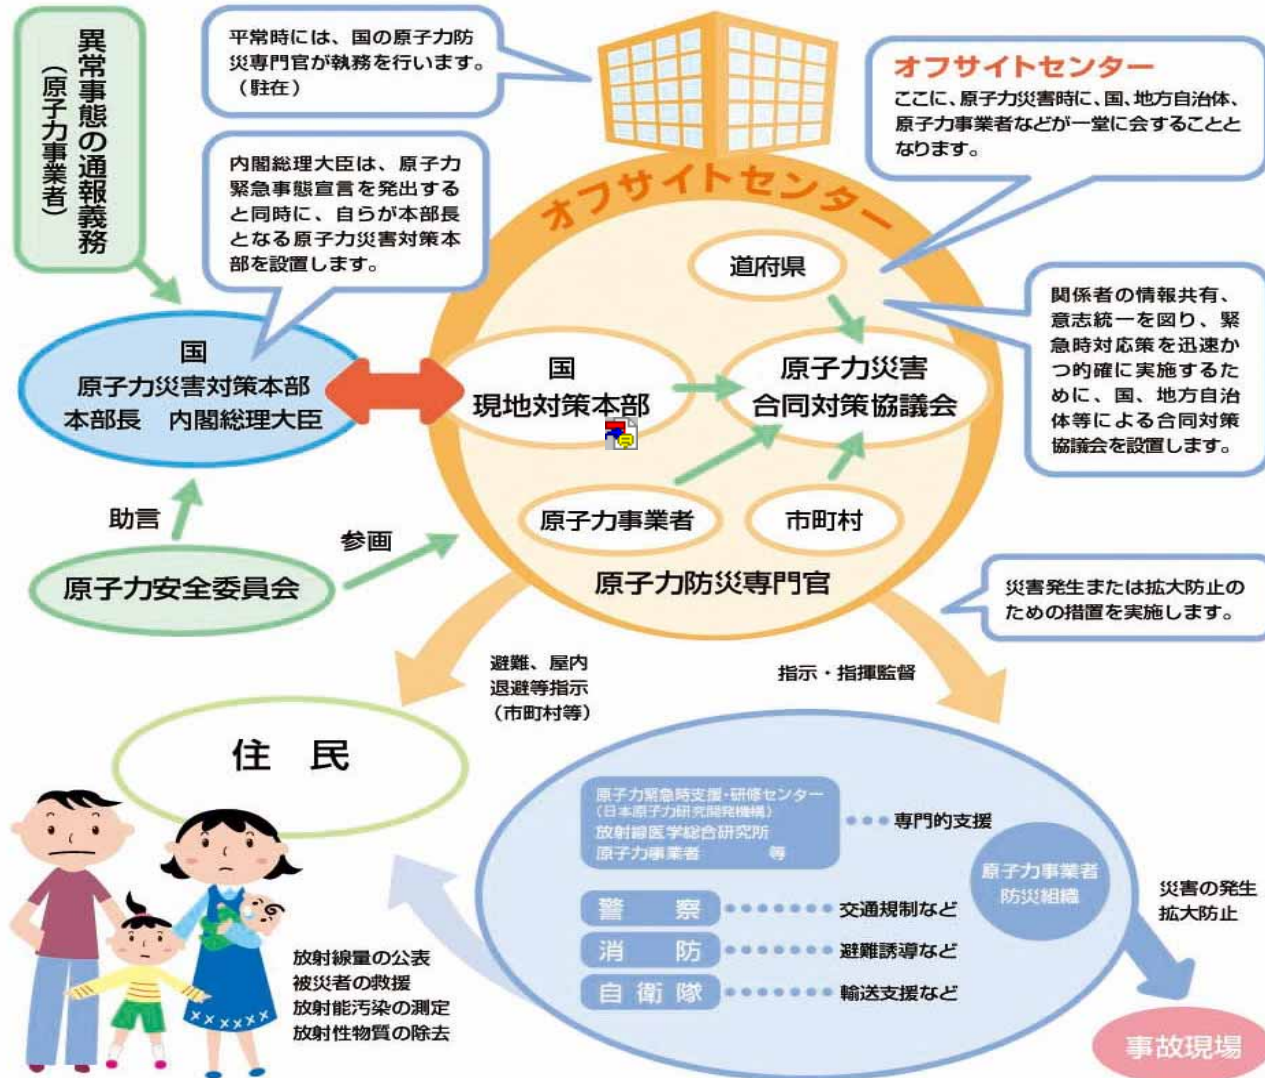 異常事態の通報義務
（原子力事業者）
平常時には、国の原子力防
災専門官が執務を行います。
（駐在）
内閣総理大臣は、原子力
緊急事態宣言を発出する
と同時に、自らが本部長
となる原子力災害対策本
部を設置します。
オフサイトセンター
ここに、原子力災害時に、国、地方自治体、
原子力事業者などが一堂に会することと
なります。
オフサイトセンター
道府県
関係者の情報共有、
意志統一を図り、緊
急時対応策を迅速か
つ的確に実施するた
めに、国、地方自治
体等による合同対策
協議会を設置します。
国
原子力災害対策本部
本部長　内閣総理大臣
国
現地対策本部
原子力災害
合同対策協議会
原子力事業者
市町村
原子力防災専門官
助言
参画
原子力安全委員会
災害発生または拡大防止の
ための措置を実施します。
避難、屋内
退避等指示
（市町村等）
指示・指揮監督
住　民
原子力緊急時支援・研修センター
（日本原子力研究開発機構）
放射線医学総合研究所
原子力事業者　　　等
専門的支援
原子力事業者
防災組織
警　察
交通規制など
消　防
避難誘導など
自衛隊
輸送支援など
災害の発生
拡大防止
放射線量の公表
被災者の救援
放射能汚染の測定
放射性物質の除去
事故現場